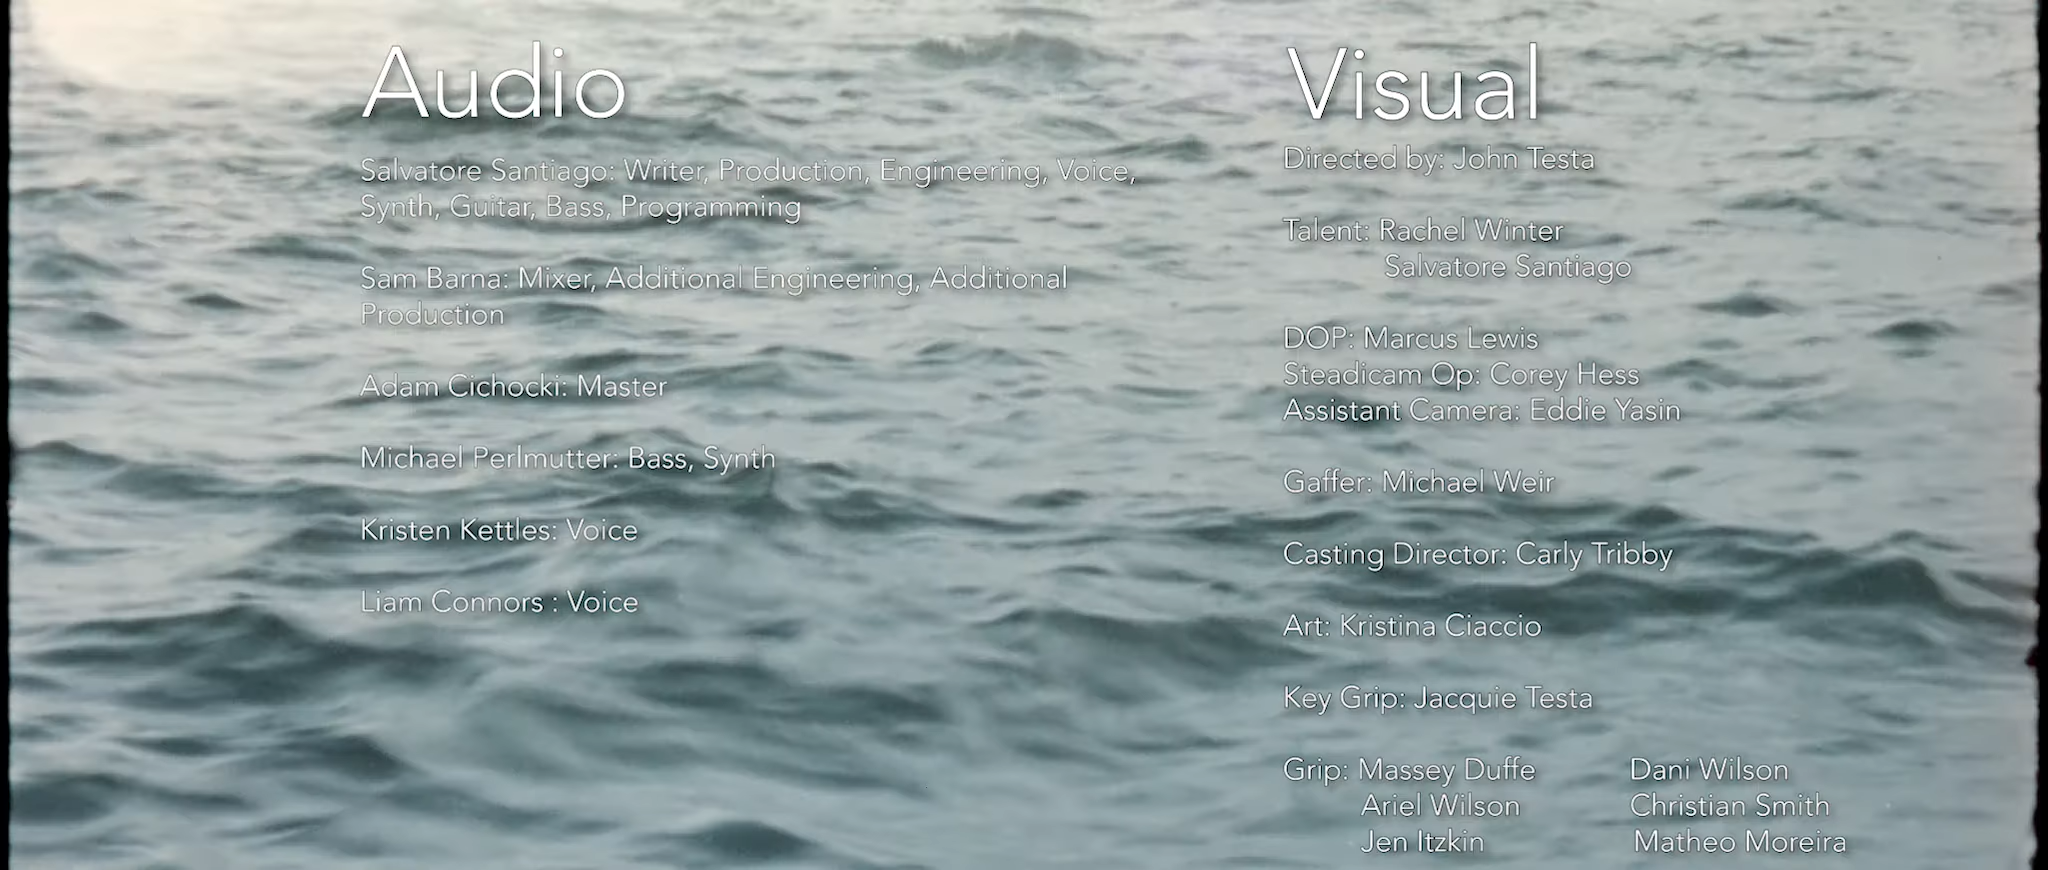 Audio
Salvatore Santiago: Writer, Production, Engineering, Voice,
Synth, Guitar, Bass, Programming
Sam Barna: Mixer, Additional Engineering, Additional
Production
Adam Cichocki: Master
Michael Perlmutter: Bass, Synth
Kristen Kettles: Voice
Liam Connors : Voice
Visual
Directed by: John Testa
Talent: Rachel Winter
Salvatore Santiago
DOP: Marcus Lewis
Steadicam Op: Corey Hess
Assistant Camera: Eddie Yasin
Gaffer: Michael Weir
Casting Director: Carly Tribby
Art: Kristina Ciaccio
Key Grip: Jacquie Testa
Grip: Massey Duffe Dani Wilson
Ariel Wilson Christian Smith
Jen Itzkin Matheo Moreira